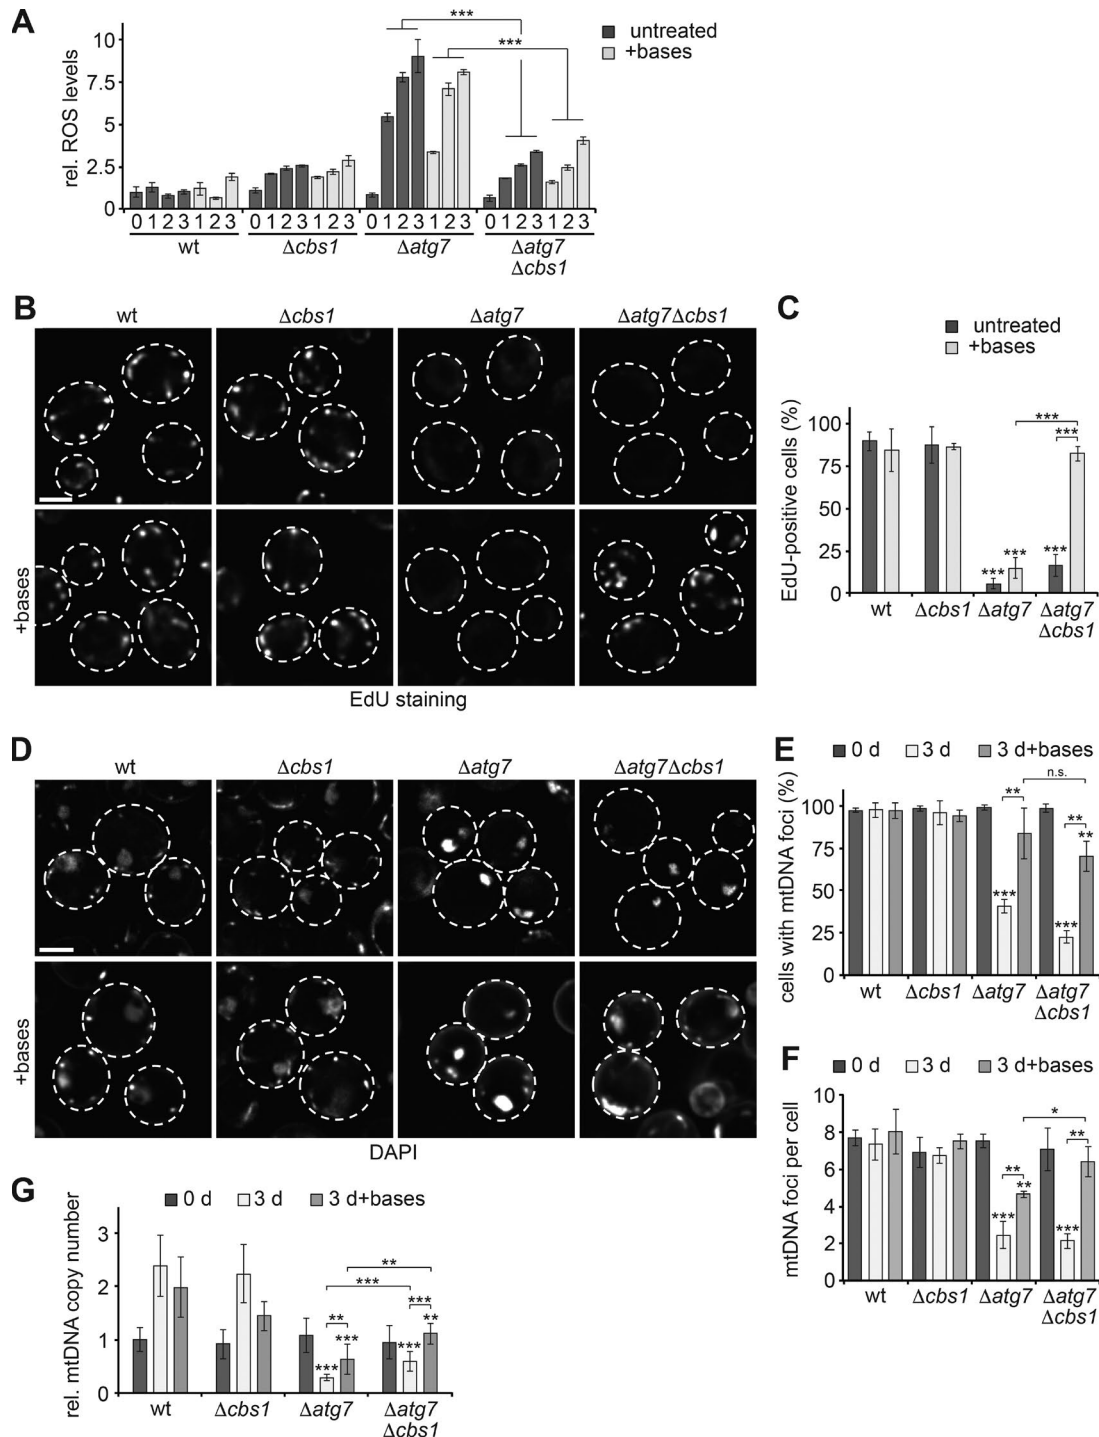 A
rel. ROS levels
10
7.5
5
2.5
0
***
***
untreated
+bases
0 1 2 3 1 2 3 0 1 2 3 1 2 3 0 1 2 3 1 2 3 0 1 2 3 1 2 3
wt Δcbs1 Δatg7 Δatg7
Δcbs1
B
wt Δcbs1 Δatg7 Δatg7Δcbs1
+bases
EdU staining
C
untreated
+bases
EdU-positive cells (%)
100
75
50
25
0
***
***
*** *** ***
wt Δcbs1 Δatg7 Δatg7
Δcbs1
D
wt Δcbs1 Δatg7 Δatg7Δcbs1
+bases
DAPI
E
0 d 3 d 3 d+bases
cells with mtDNA foci (%)
100
75
50
25
0
n.s.
**
** **
***
***
wt Δcbs1 Δatg7 Δatg7
Δcbs1
F
0 d 3 d 3 d+bases
mtDNA foci per cell
10
8
6
4
2
0
*
**
**
**
*** ***
wt Δcbs1 Δatg7 Δatg7
Δcbs1
G
0 d 3 d 3 d+bases
rel. mtDNA copy number
3
2
1
0
**
***
***
** **
*** ***
***
wt Δcbs1 Δatg7 Δatg7
Δcbs1